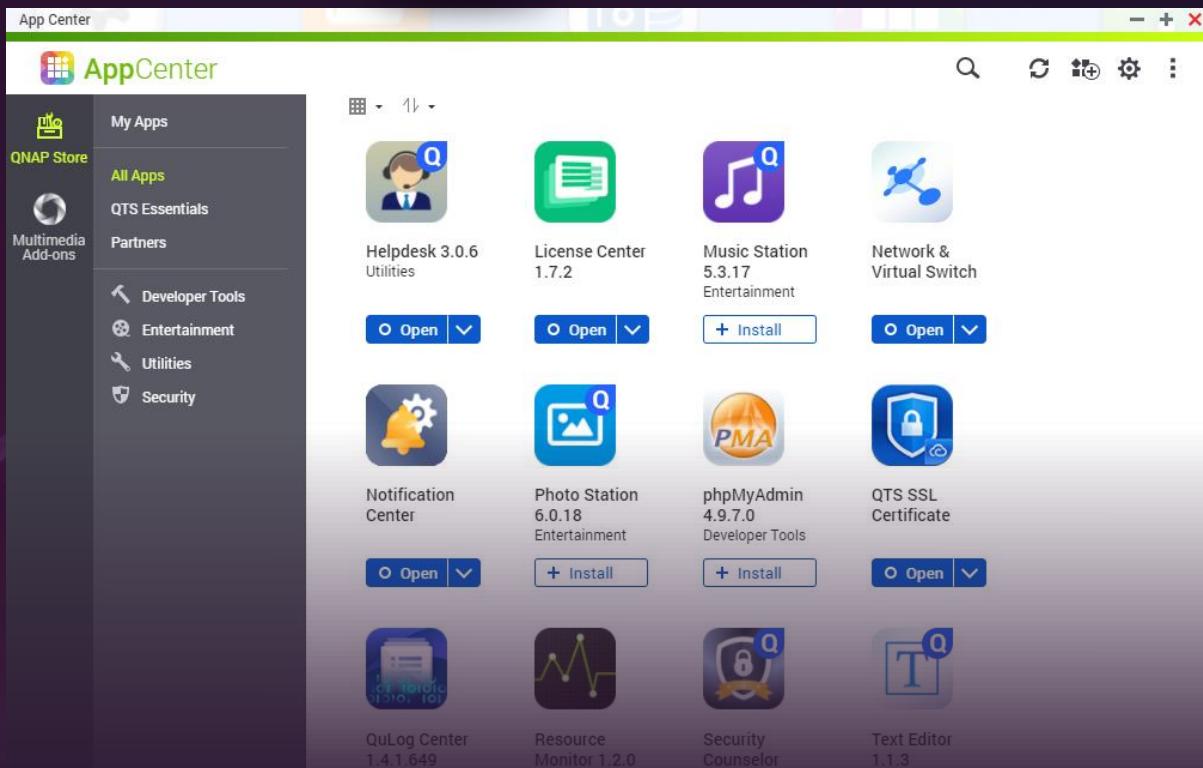 App Center
AppCenter
QNAP Store
Multimedia
Add-ons
My Apps
All Apps
QTS Essentials
Partners
Developer Tools
Entertainment
Utilities
Security
Q
Helpdesk 3.0.6
Utilities
Open
License Center
1.7.2
Open
Q
Music Station
5.3.17
Entertainment
+ Install
Network &
Virtual Switch
Open
Notification
Center
Open
Q
Photo Station
6.0.18
Entertainment
+ Install
PMA
phpMyAdmin
4.9.7.0
Developer Tools
+ Install
QTS SSL
Certificate
Open
QuLog Center
1.4.1.649
Resource
Monitor 1.2.0
Q
Security
Counselor
Q
T
Text Editor
1.1.3